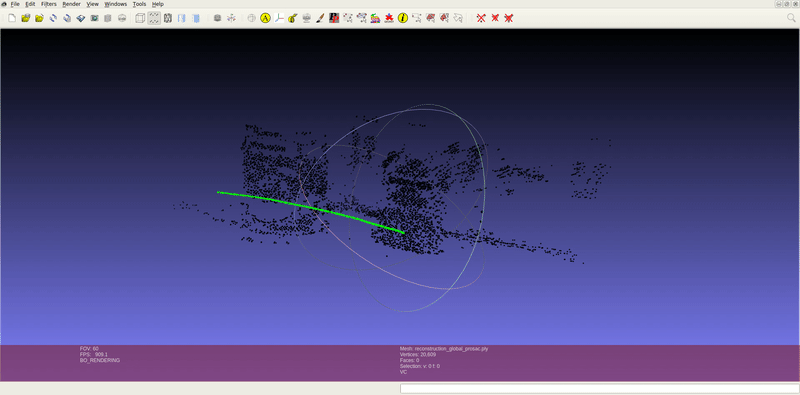 File Edit Filters Render View Windows Tools Help
FOV: 60
FPS: 909.1
BO_RENDERING
Mesh: reconstruction_global_prosac.ply
Vertices: 20,609
Faces: 0
Selection: v: 0 f: 0
VC